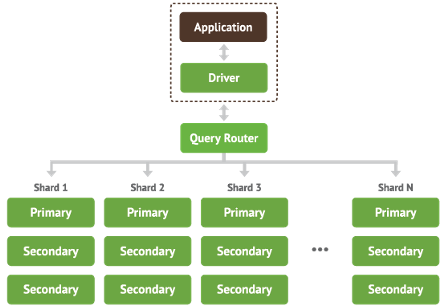 Application
Driver
Query Router
Shard 1 Shard 2 Shard 3 Shard N
Primary Primary Primary Primary
Secondary Secondary Secondary ••• Secondary
Secondary Secondary Secondary Secondary